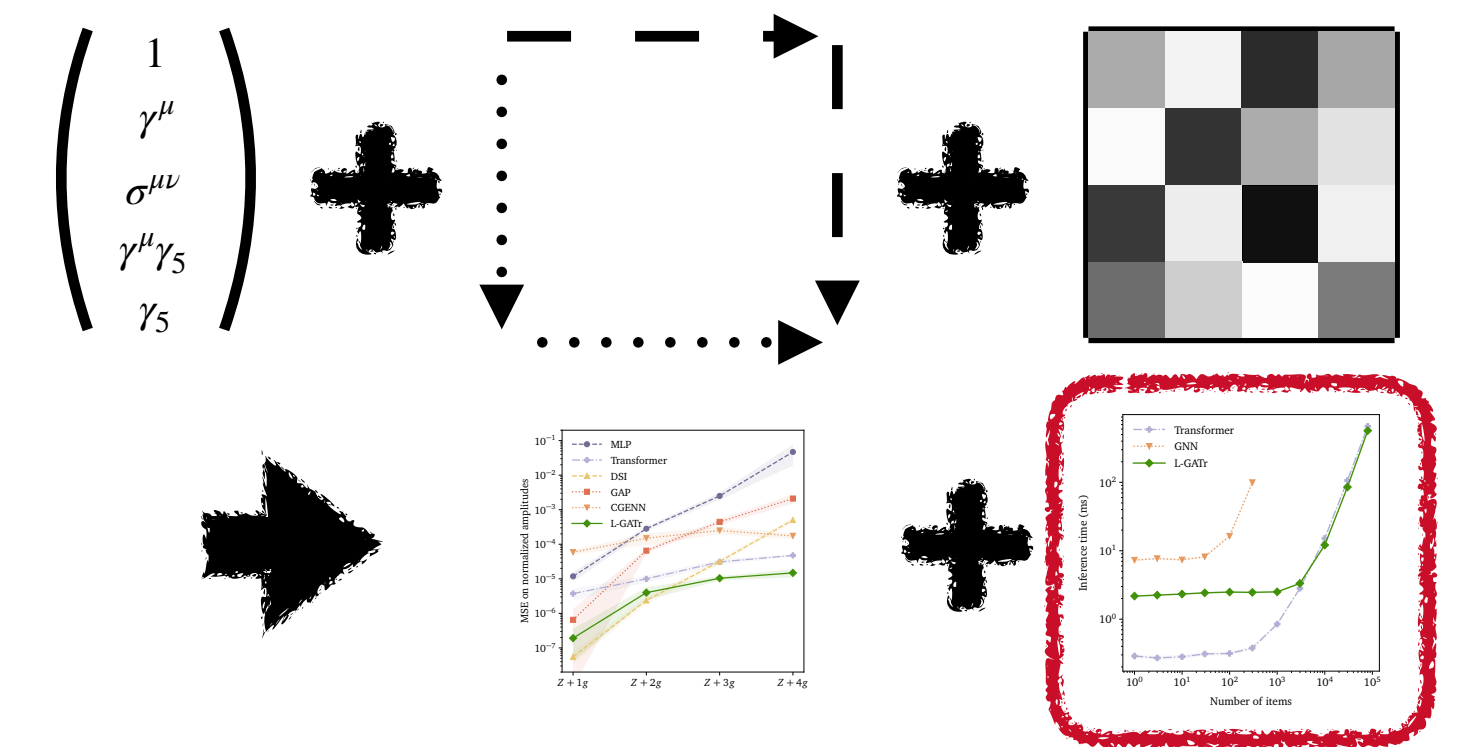 1
γ^μ
σ^{μν}
γ^μγ_5
γ_5
10^{-1}
10^{-2}
10^{-3}
10^{-4}
10^{-5}
10^{-6}
10^{-7}
MSE on normalized amplitudes
MLP
Transformer
DSI
GAP
CGENN
L-GATr
Z + 1g Z + 2g Z + 3g Z + 4g
Transformer
GNN
L-GATr
10^2
10^1
10^0
Inference time (ms)
10^0 10^1 10^2 10^3 10^4 10^5
Number of items